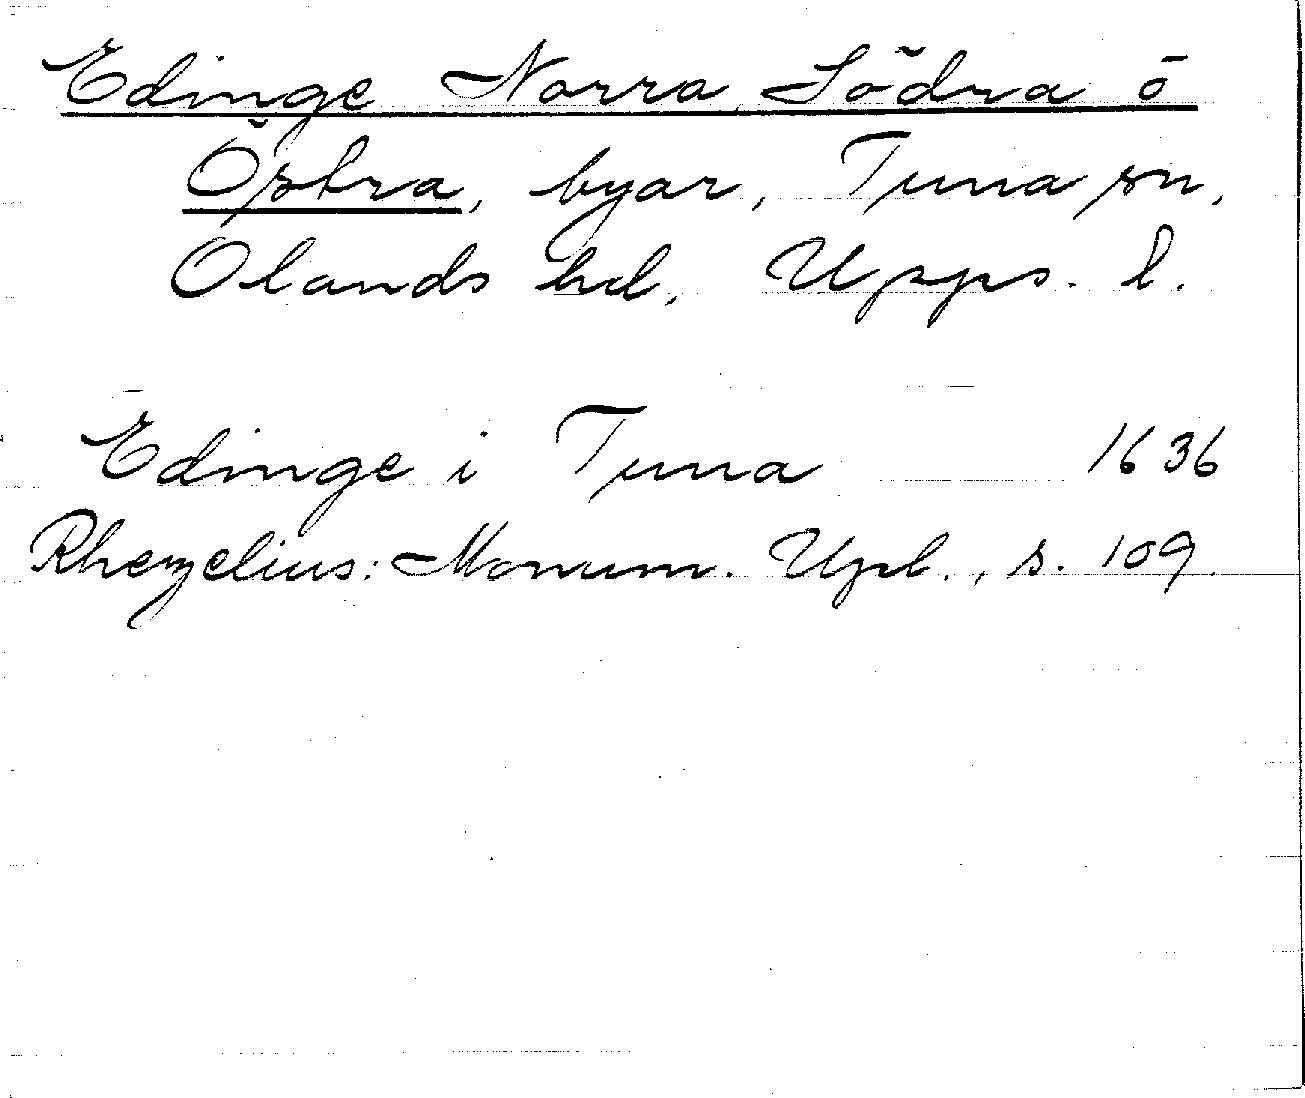 Edinge Norra, Södra o
Östra, byar, Tuna sn,
Olands hd, Upps. l.
Edinge i Tuna 1636
Rhezelius: Monum. Upl., s. 109.